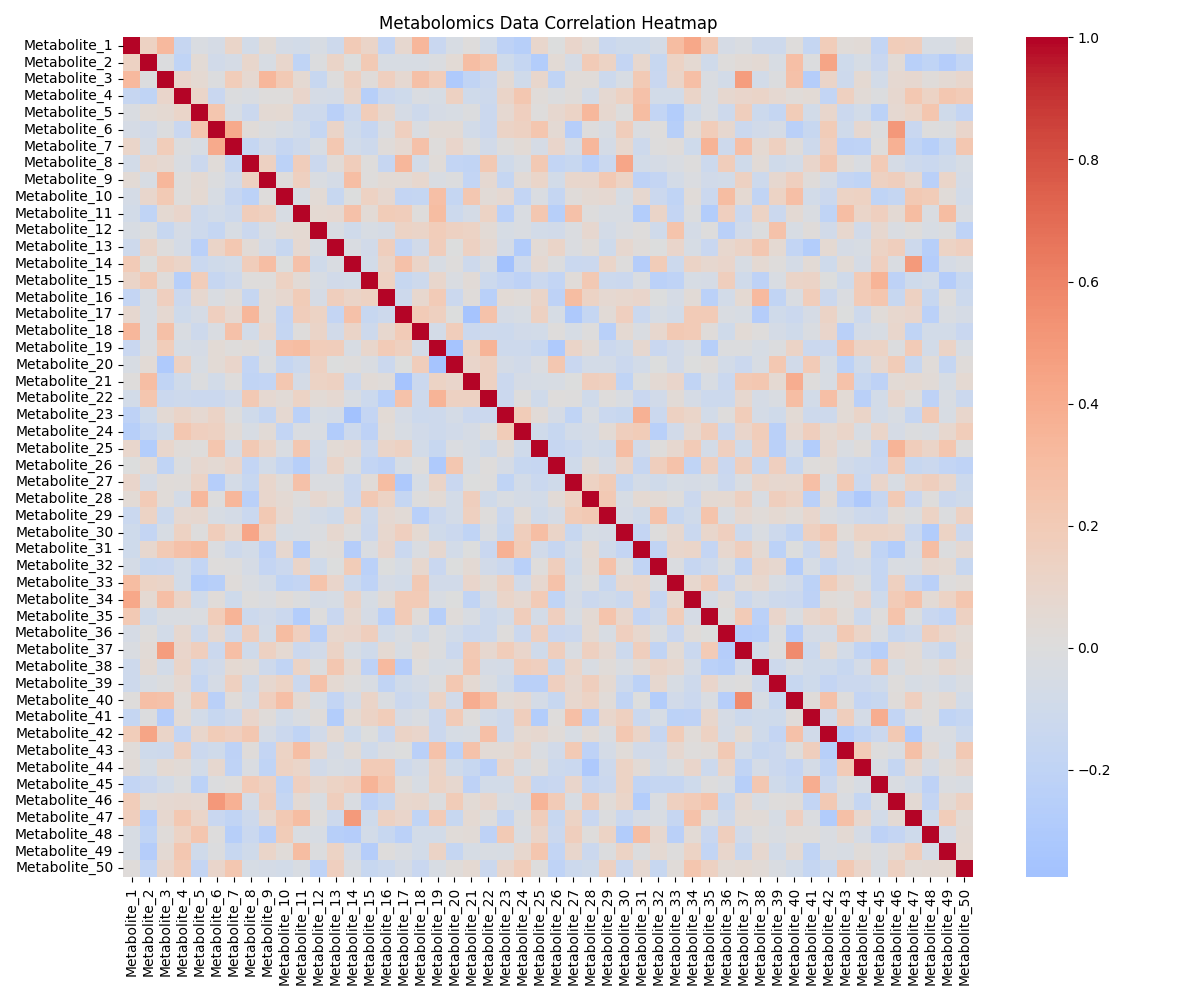 Metabolomics Data Correlation Heatmap
Metabolite_1
Metabolite_2
Metabolite_3
Metabolite_4
Metabolite_5
Metabolite_6
Metabolite_7
Metabolite_8
Metabolite_9
Metabolite_10
Metabolite_11
Metabolite_12
Metabolite_13
Metabolite_14
Metabolite_15
Metabolite_16
Metabolite_17
Metabolite_18
Metabolite_19
Metabolite_20
Metabolite_21
Metabolite_22
Metabolite_23
Metabolite_24
Metabolite_25
Metabolite_26
Metabolite_27
Metabolite_28
Metabolite_29
Metabolite_30
Metabolite_31
Metabolite_32
Metabolite_33
Metabolite_34
Metabolite_35
Metabolite_36
Metabolite_37
Metabolite_38
Metabolite_39
Metabolite_40
Metabolite_41
Metabolite_42
Metabolite_43
Metabolite_44
Metabolite_45
Metabolite_46
Metabolite_47
Metabolite_48
Metabolite_49
Metabolite_50
Metabolite_1
Metabolite_2
Metabolite_3
Metabolite_4
Metabolite_5
Metabolite_6
Metabolite_7
Metabolite_8
Metabolite_9
Metabolite_10
Metabolite_11
Metabolite_12
Metabolite_13
Metabolite_14
Metabolite_15
Metabolite_16
Metabolite_17
Metabolite_18
Metabolite_19
Metabolite_20
Metabolite_21
Metabolite_22
Metabolite_23
Metabolite_24
Metabolite_25
Metabolite_26
Metabolite_27
Metabolite_28
Metabolite_29
Metabolite_30
Metabolite_31
Metabolite_32
Metabolite_33
Metabolite_34
Metabolite_35
Metabolite_36
Metabolite_37
Metabolite_38
Metabolite_39
Metabolite_40
Metabolite_41
Metabolite_42
Metabolite_43
Metabolite_44
Metabolite_45
Metabolite_46
Metabolite_47
Metabolite_48
Metabolite_49
Metabolite_50
1.0
0.8
0.6
0.4
0.2
0.0
−0.2